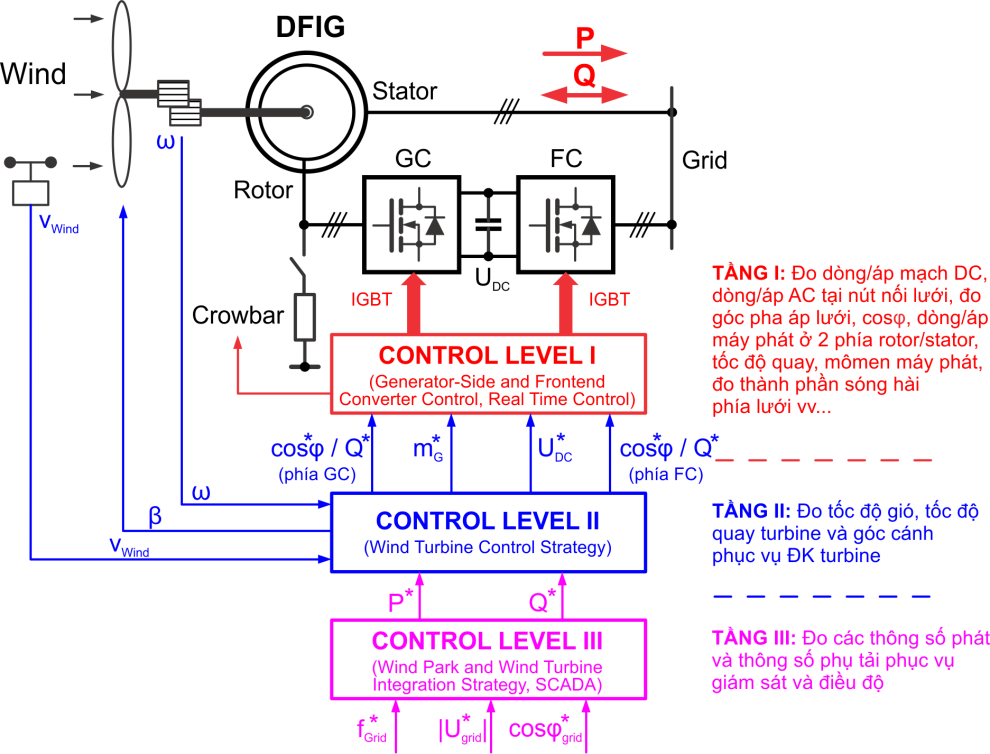 DFIG
P
Q
Wind
Stator
ω
GC
FC
Grid
Rotor
vWind
UDC
IGBT
IGBT
Crowbar
CONTROL LEVEL I
(Generator-Side and Frontend
Converter Control, Real Time Control)
cosφ* / Q*
(phía GC)
mG*
UDC*
cosφ* / Q*
(phía FC)
ω
β
vWind
CONTROL LEVEL II
(Wind Turbine Control Strategy)
P*
Q*
CONTROL LEVEL III
(Wind Park and Wind Turbine
Integration Strategy, SCADA)
fGrid*
|Ugrid*|
cosφgrid*
TẦNG I: Đo dòng/áp mạch DC,
dòng/áp AC tại nút nối lưới, đo
góc pha áp lưới, cosφ, dòng/áp
máy phát ở 2 phía rotor/stator,
tốc độ quay, mômen máy phát,
đo thành phần sóng hài
phía lưới vv...
TẦNG II: Đo tốc độ gió, tốc độ
quay turbine và góc cánh
phục vụ ĐK turbine
TẦNG III: Đo các thông số phát
và thông số phụ tải phục vụ
giám sát và điều độ